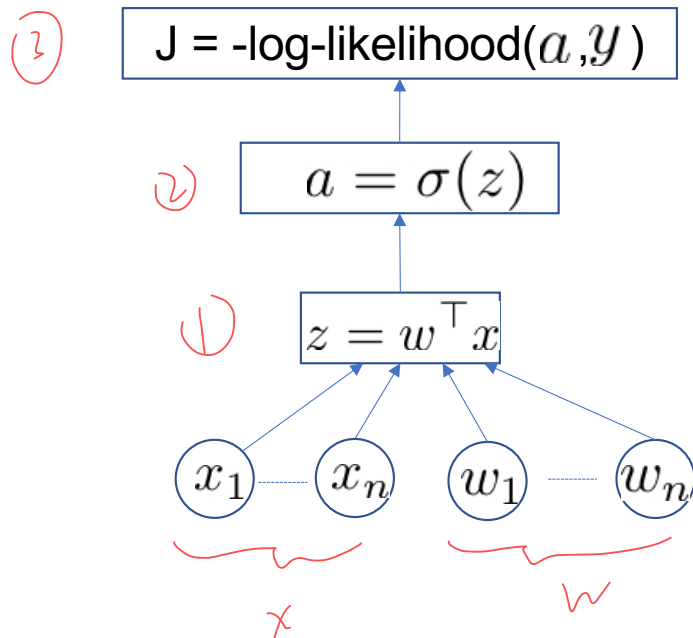 ③ J = -log-likelihood(a,y)
② a = σ(z)
① z = w⊤x
x₁ xₙ w₁ wₙ
x w